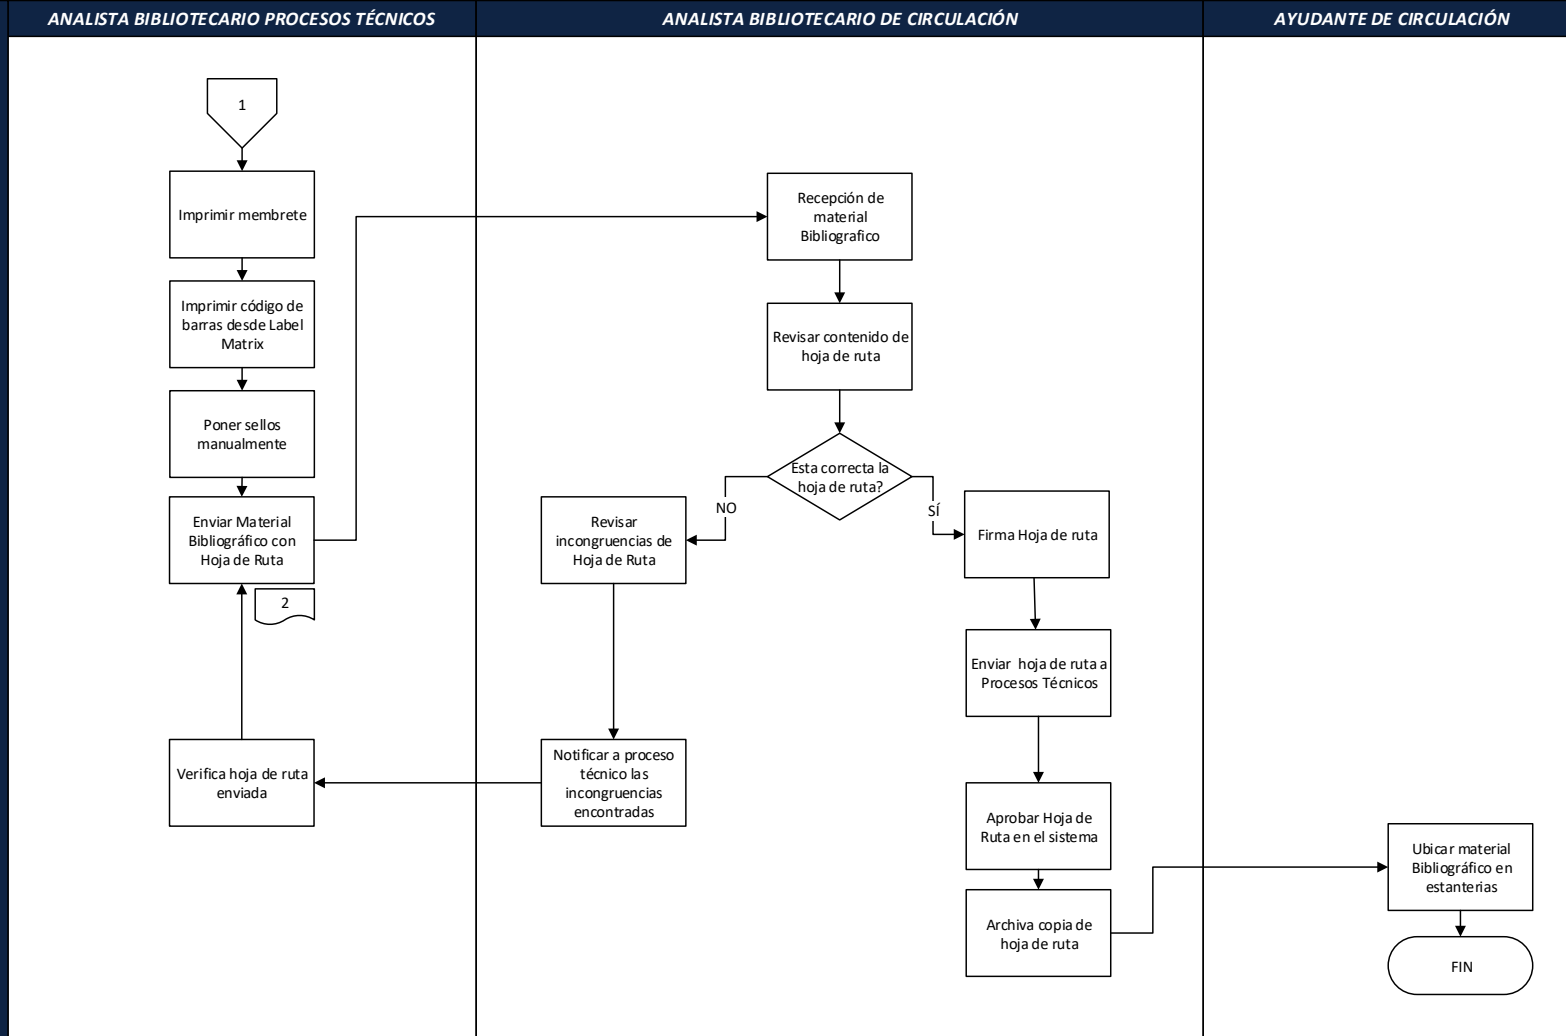 ANALISTA BIBLIOTECARIO PROCESOS TÉCNICOS
ANALISTA BIBLIOTECARIO DE CIRCULACIÓN
AYUDANTE DE CIRCULACIÓN
1
Imprimir membrete
Imprimir código de
barras desde Label
Matrix
Poner sellos
manualmente
Enviar Material
Bibliográfico con
Hoja de Ruta
2
Verifica hoja de ruta
enviada
Recepción de
material
Bibliografico
Revisar contenido de
hoja de ruta
Esta correcta la
hoja de ruta?
NO
SÍ
Revisar
incongruencias de
Hoja de Ruta
Notificar a proceso
técnico las
incongruencias
encontradas
Firma Hoja de ruta
Enviar hoja de ruta a
Procesos Técnicos
Aprobar Hoja de
Ruta en el sistema
Archiva copia de
hoja de ruta
Ubicar material
Bibliográfico en
estanterias
FIN